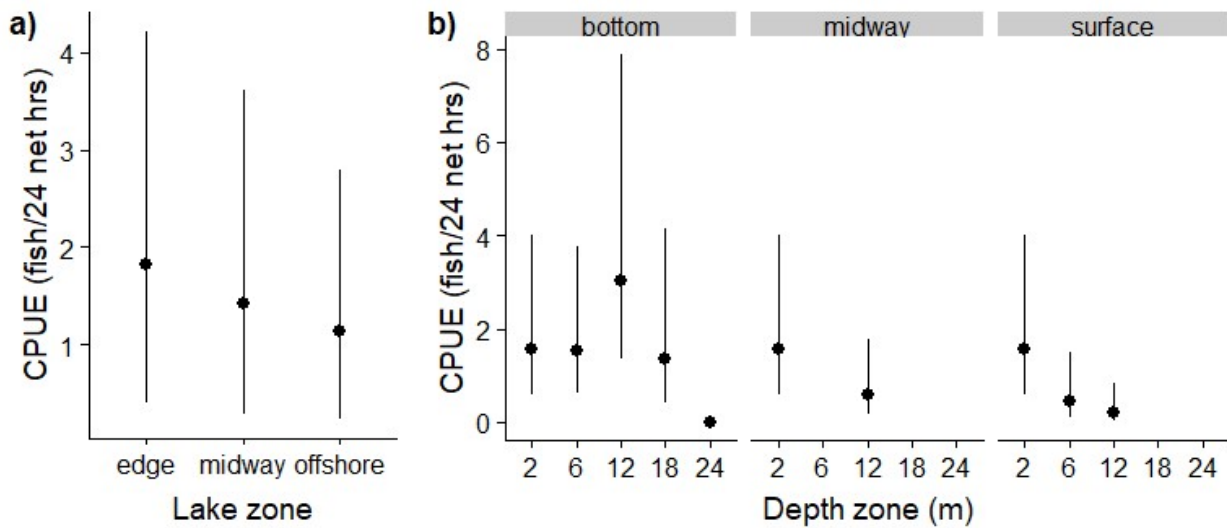 a)
CPUE (fish/24 net hrs)
4
3
2
1
edge midway offshore
Lake zone
b)
bottom midway surface
CPUE (fish/24 net hrs)
8
6
4
2
0
2 6 12 18 24 2 6 12 18 24 2 6 12 18 24
Depth zone (m)